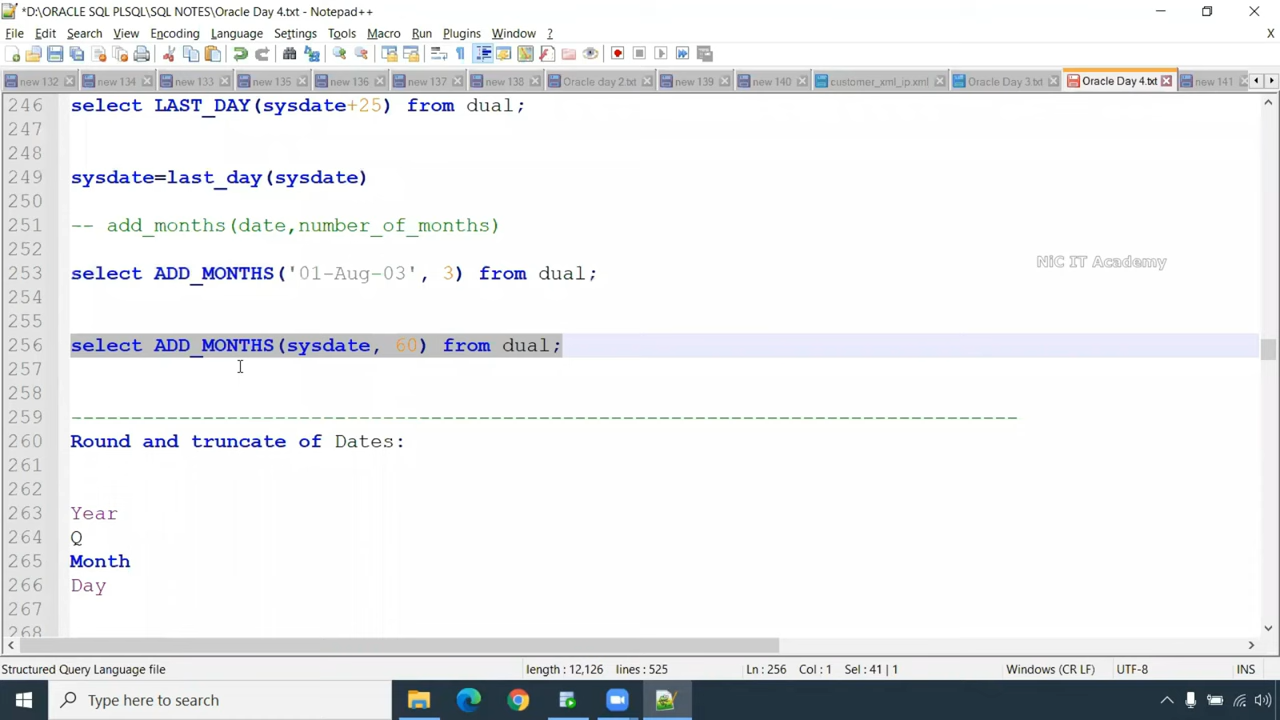 *D:\ORACLE SQL PLSQL\SQL NOTES\Oracle Day 4.txt - Notepad++
File Edit Search View Encoding Language Settings Tools Macro Run Plugins Window ?
X
new 132 new 134 new 133 new 135 new 136 new 137 new 138 Oracle day 2.txt new 139 new 140 customer_xml_ip.xml Oracle Day 3.txt Oracle Day 4.txt new 141
246 select LAST_DAY(sysdate+25) from dual;
247
248
249 sysdate=last_day(sysdate)
250
251 -- add_months(date,number_of_months)
252
253 select ADD_MONTHS('01-Aug-03', 3) from dual;
NiC IT Academy
254
255
256 select ADD_MONTHS(sysdate, 60) from dual;
257
258
259 -------------------------------------------------------------------------------
260 Round and truncate of Dates:
261
262
263 Year
264 Q
265 Month
266 Day
267
268
Structured Query Language file length : 12,126 lines : 525 Ln : 256 Col : 1 Sel : 41 | 1 Windows (CR LF) UTF-8 INS
Type here to search